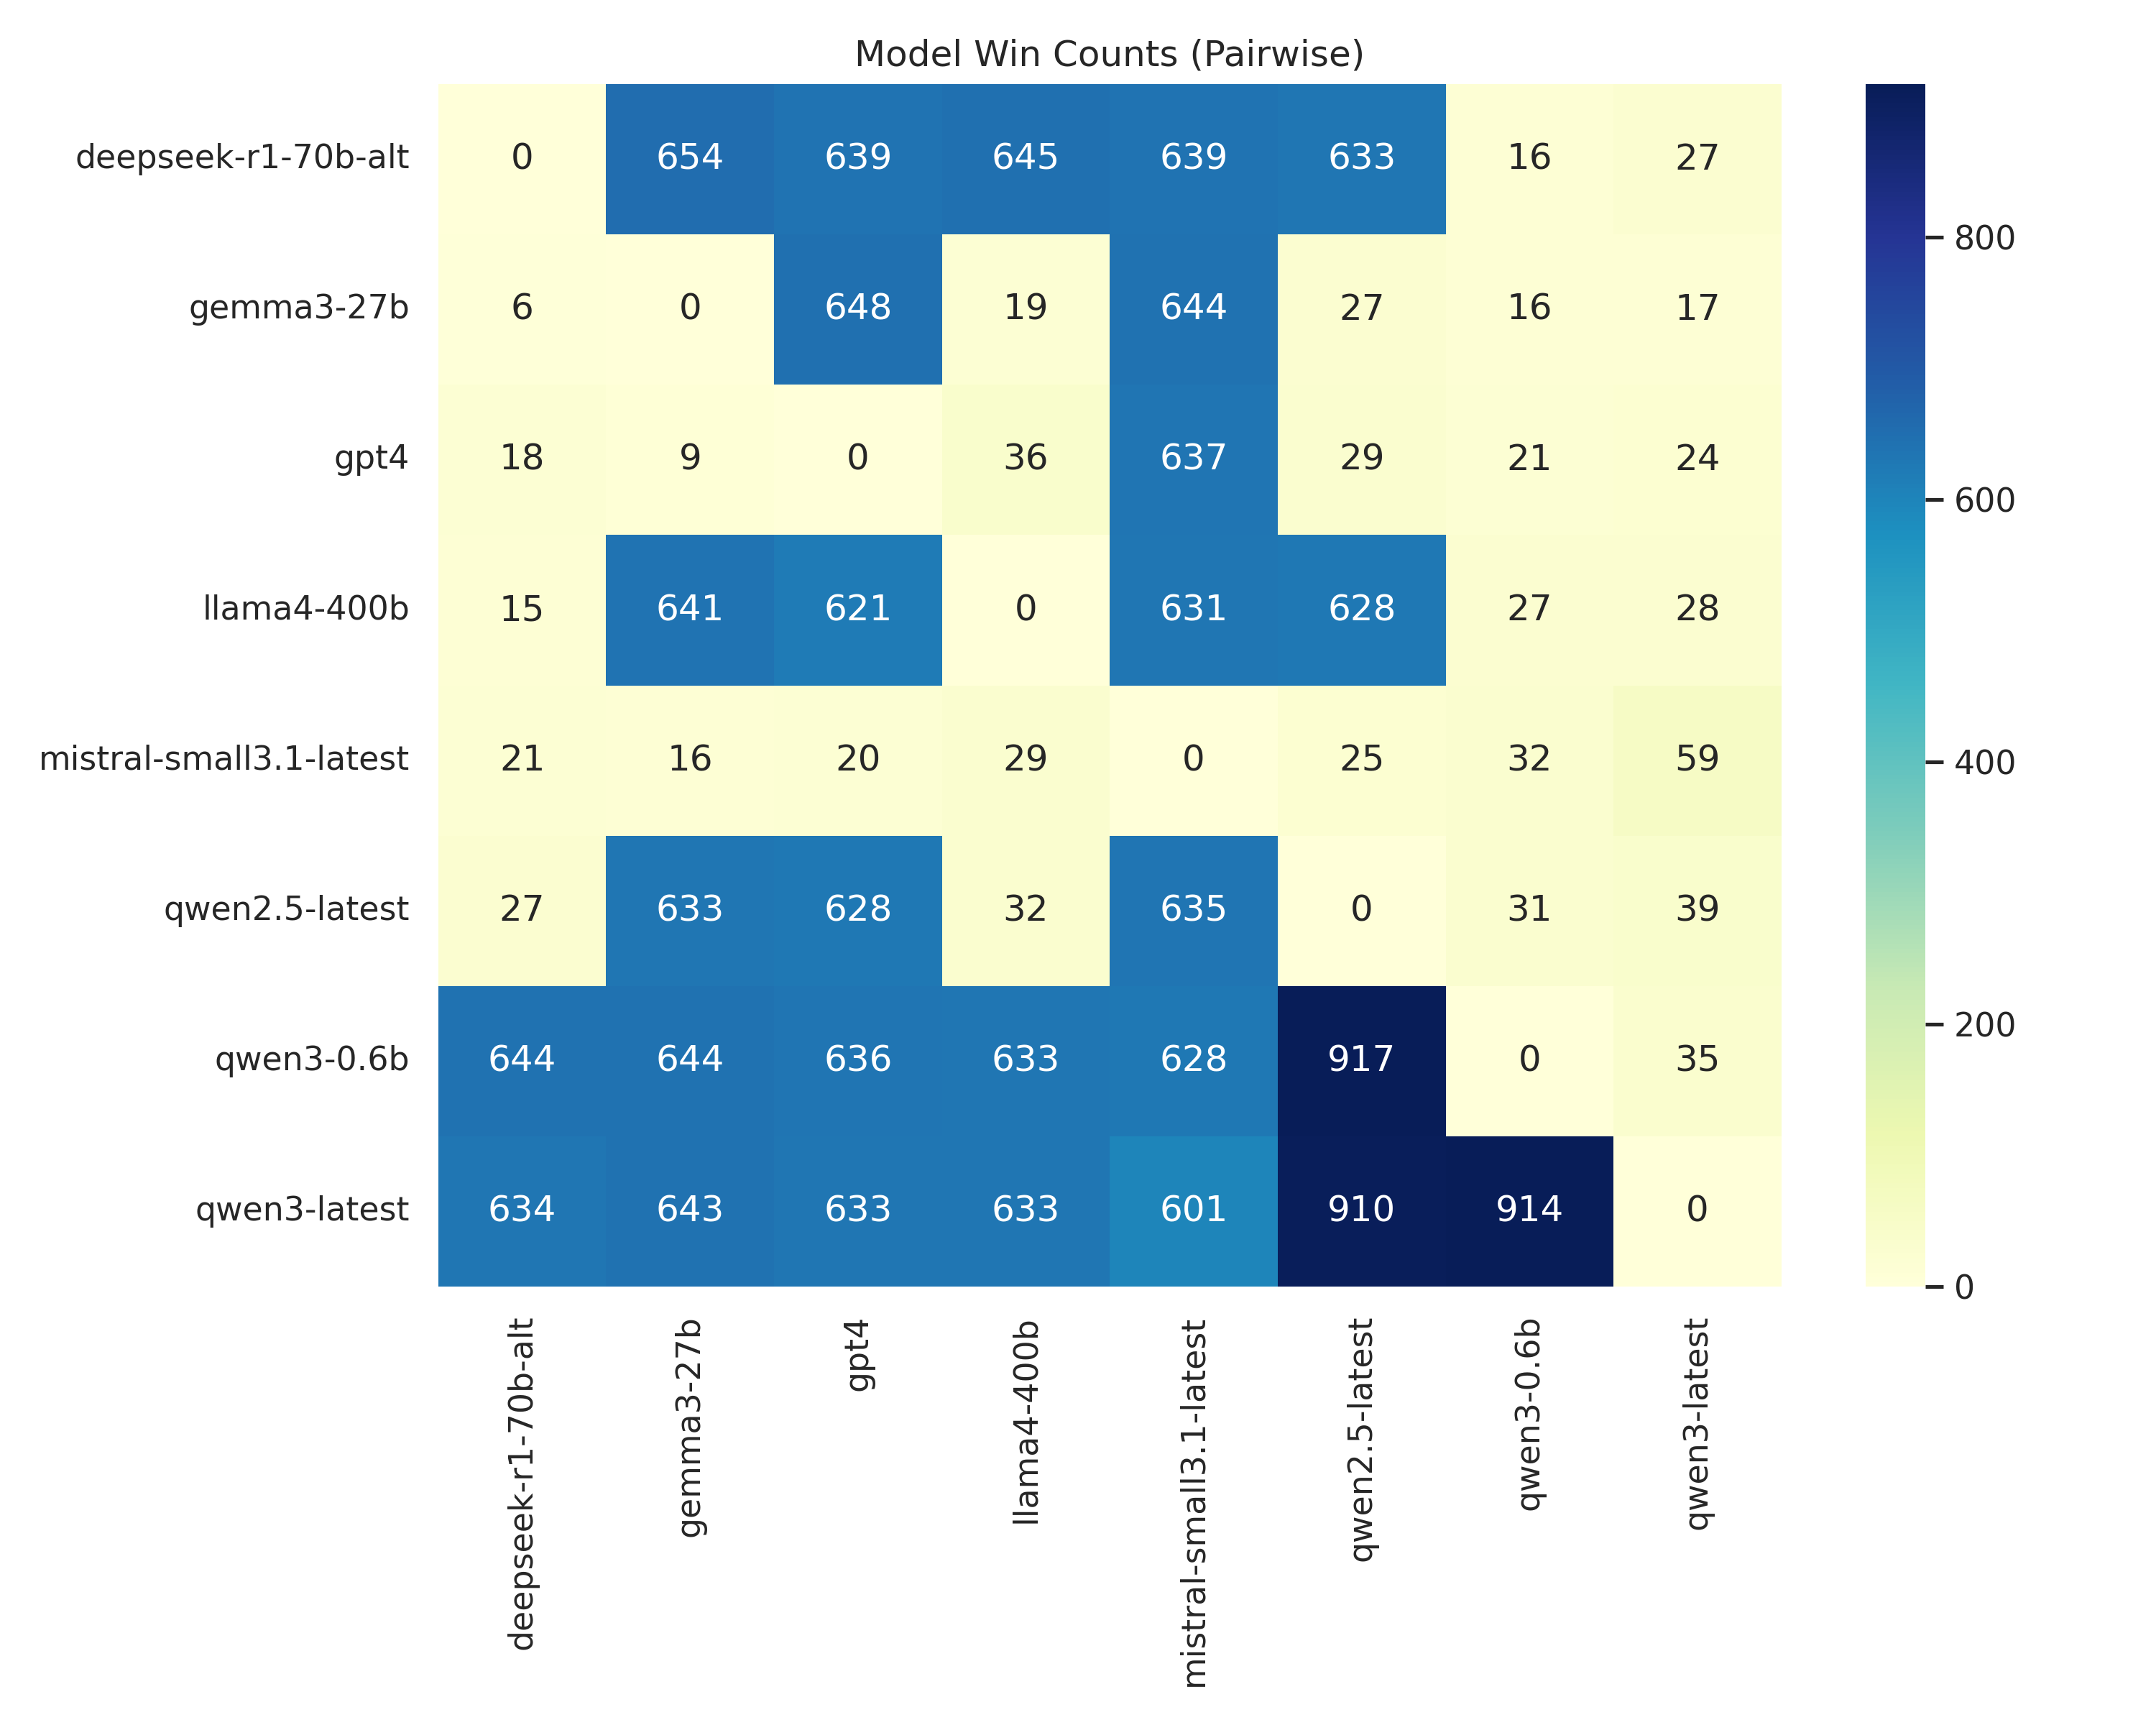 Model Win Counts (Pairwise)
deepseek-r1-70b-alt 0 654 639 645 639 633 16 27
gemma3-27b 6 0 648 19 644 27 16 17
gpt4 18 9 0 36 637 29 21 24
llama4-400b 15 641 621 0 631 628 27 28
mistral-small3.1-latest 21 16 20 29 0 25 32 59
qwen2.5-latest 27 633 628 32 635 0 31 39
qwen3-0.6b 644 644 636 633 628 917 0 35
qwen3-latest 634 643 633 633 601 910 914 0
deepseek-r1-70b-alt
gemma3-27b
gpt4
llama4-400b
mistral-small3.1-latest
qwen2.5-latest
qwen3-0.6b
qwen3-latest
800
600
400
200
0